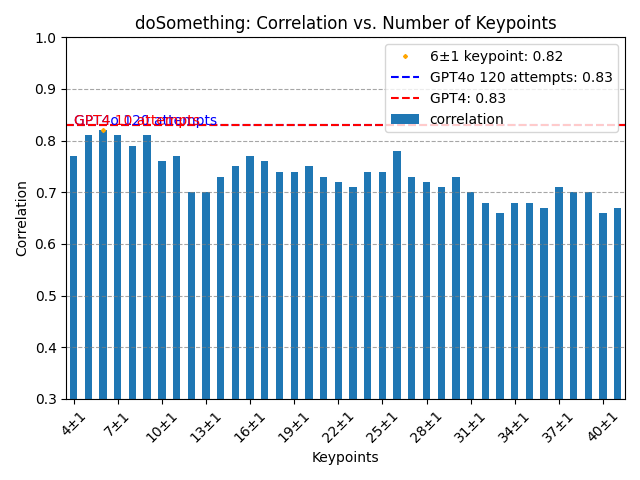 doSomething: Correlation vs. Number of Keypoints
1.0
0.9
0.8
0.7
0.6
0.5
0.4
0.3
Correlation
6±1 keypoint: 0.82
GPT4o 120 attempts: 0.83
GPT4: 0.83
correlation
GPT4o 120 attempts
4±1
7±1
10±1
13±1
16±1
19±1
22±1
25±1
28±1
31±1
34±1
37±1
40±1
Keypoints